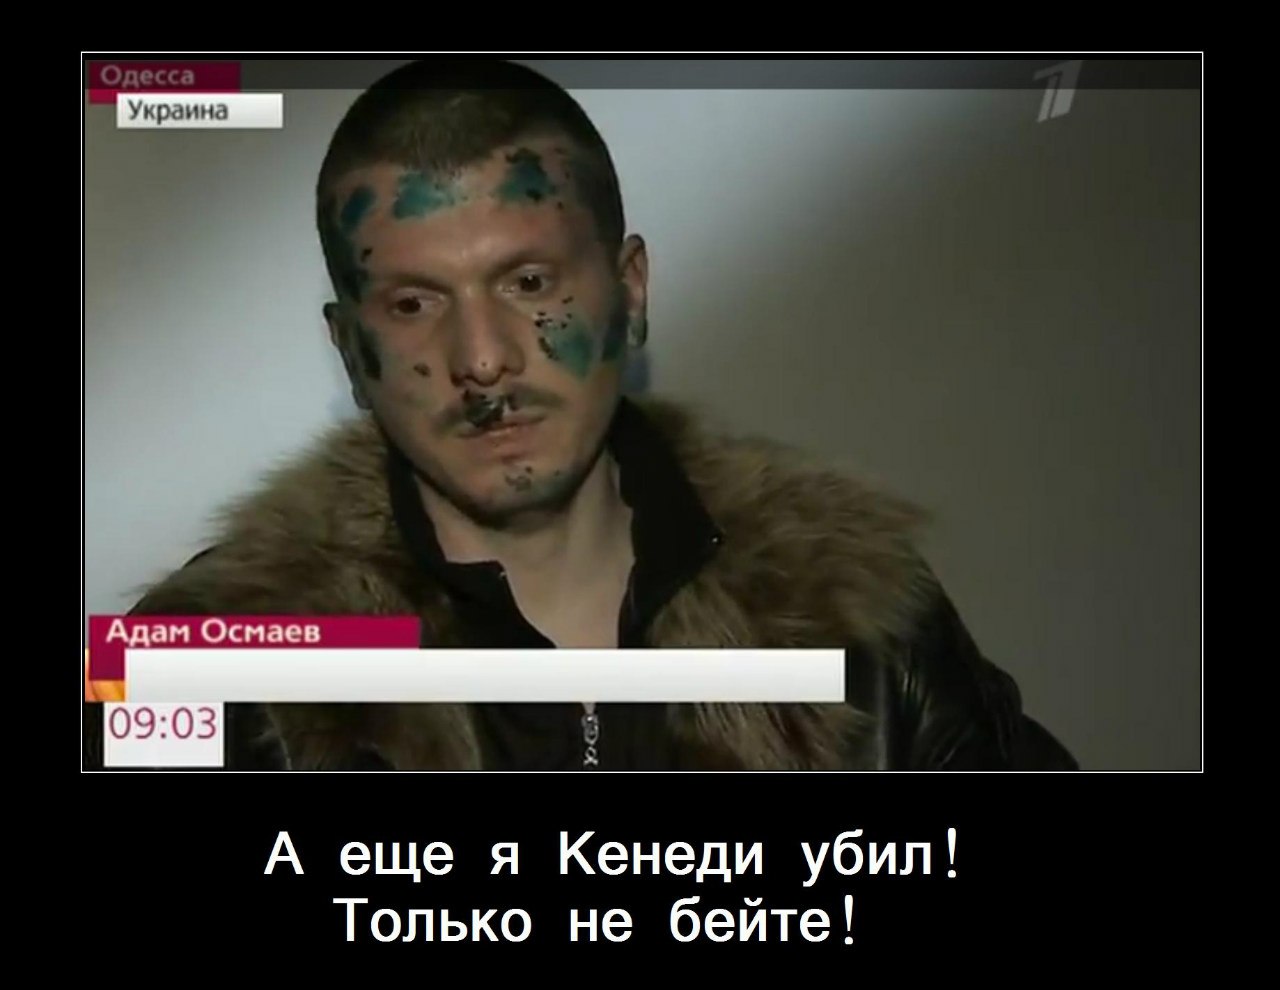 Одесса
Украина
Адам Осмаев
09:03
А еще я Кенеди убил!
Только не бейте!